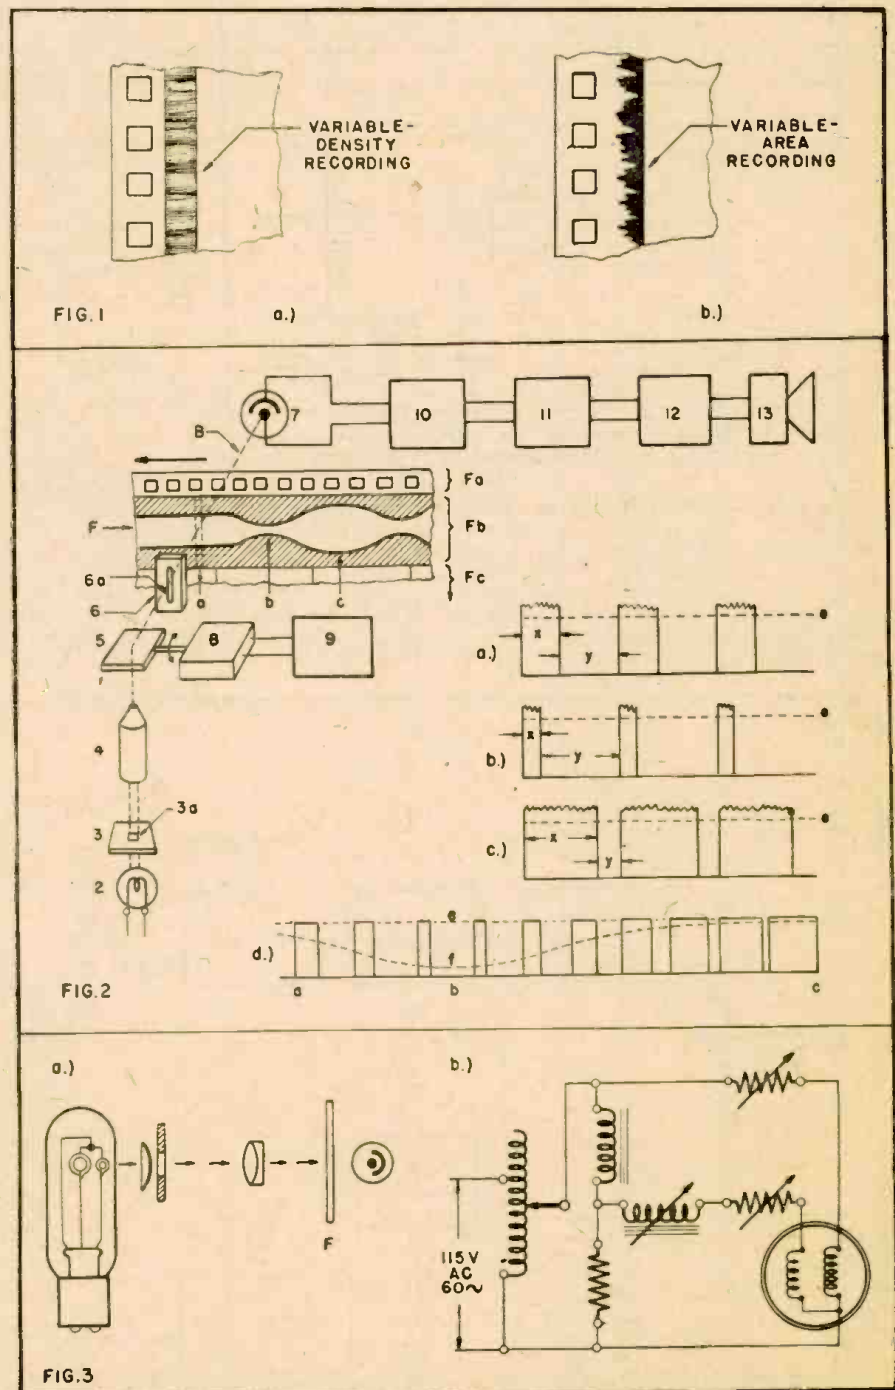 VARIABLE-
DENSITY
RECORDING
VARIABLE-
AREA
RECORDING
FIG.1
a.)
b.)
7
10
11
12
13
B
Fa
F
Fb
6a
6
a
b
c
Fc
5
8
9
a.)
x
y
e
4
b.)
x
y
e
3a
3
c.)
x
y
e
2
d.)
e
f
a
b
c
FIG.2
a.)
b.)
F
115V
AC
60~
FIG.3